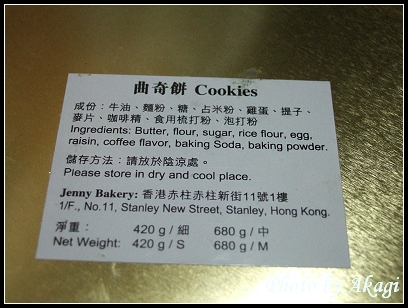 曲奇餅 Cookies
成份：牛油、麵粉、糖、占米粉、雞蛋、提子、
麥片、咖啡精、食用梳打粉、泡打粉
Ingredients: Butter, flour, sugar, rice flour, egg,
raisin, coffee flavor, baking Soda, baking powder.
儲存方法：請放於陰涼處。
Please store in dry and cool place.
Jenny Bakery: 香港赤柱赤柱新街11號1樓
1/F., No.11, Stanley New Street, Stanley, Hong Kong.
淨重： 420 g / 細 680 g / 中
Net Weight: 420 g / S 680 g / M
Photo by Akagi